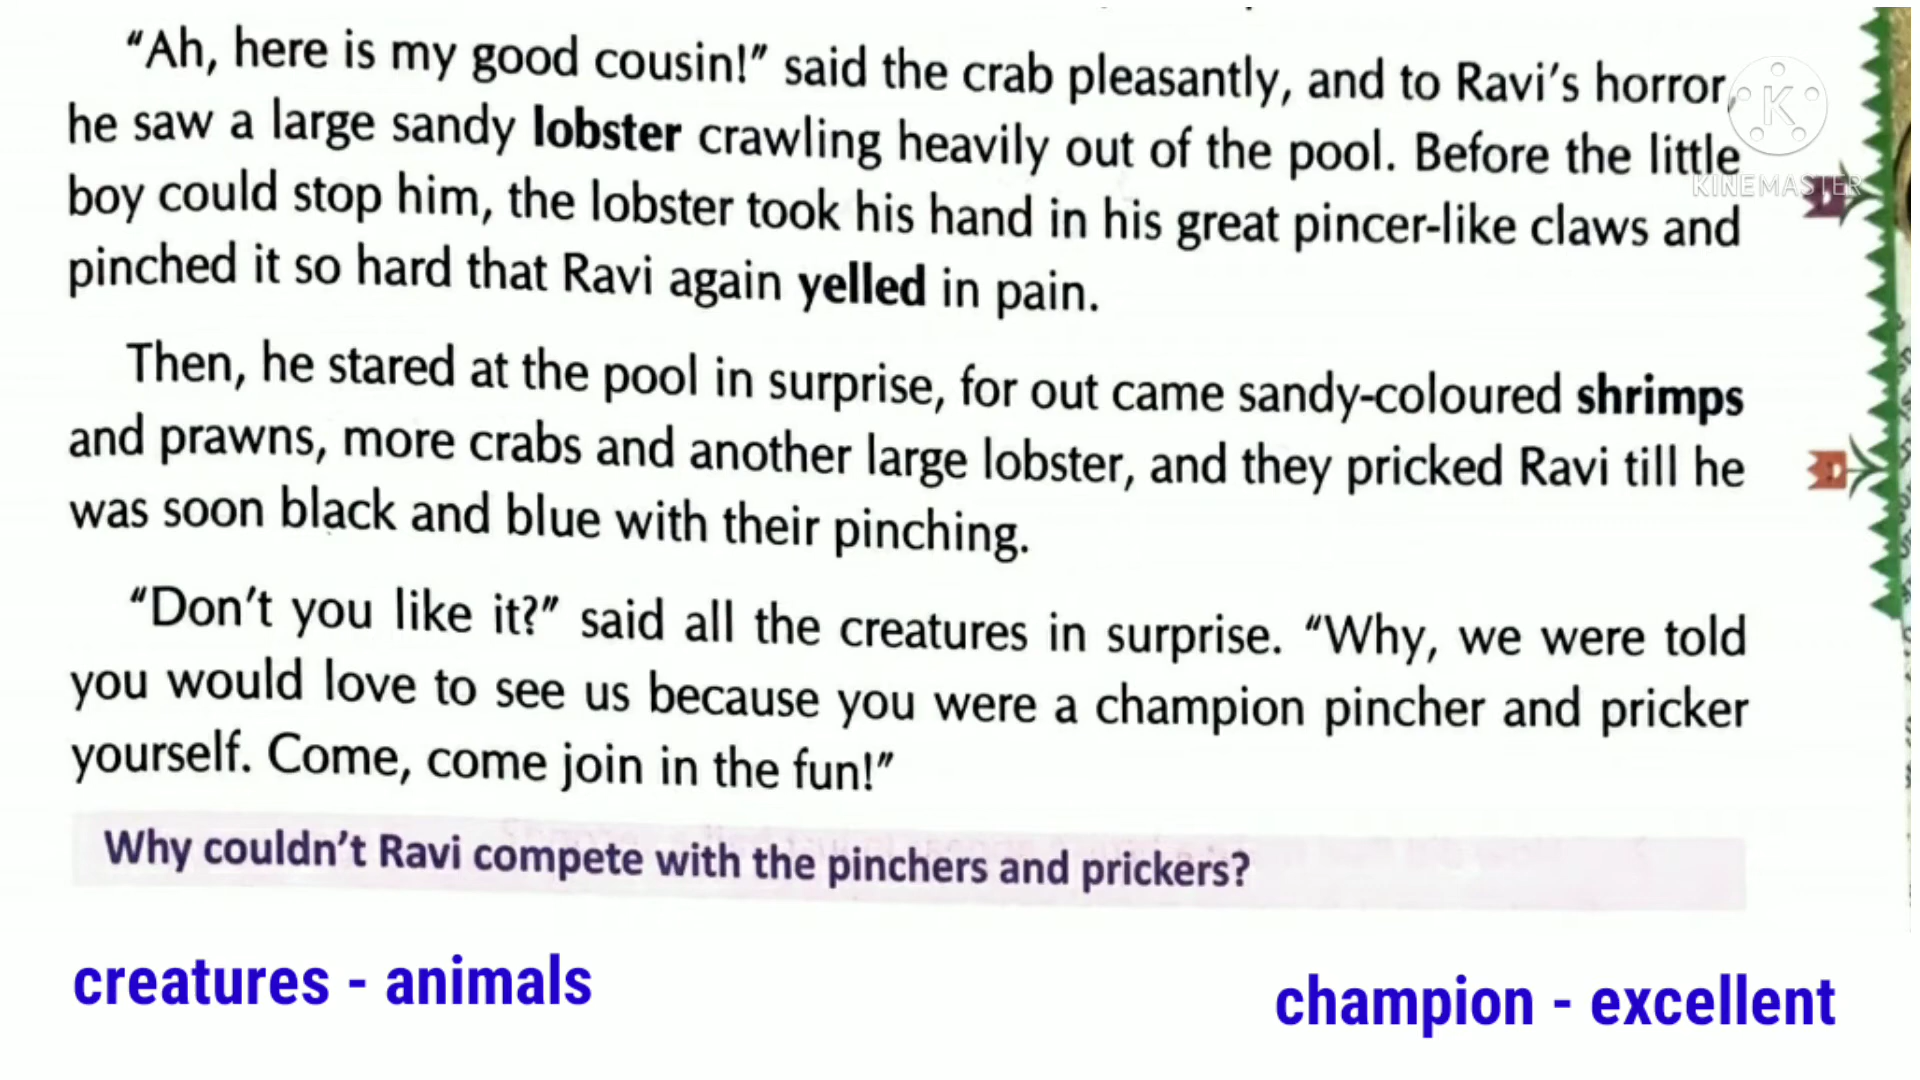 “Ah, here is my good cousin!” said the crab pleasantly, and to Ravi’s horror,
he saw a large sandy lobster crawling heavily out of the pool. Before the little
boy could stop him, the lobster took his hand in his great pincer-like claws and
pinched it so hard that Ravi again yelled in pain.
Then, he stared at the pool in surprise, for out came sandy-coloured shrimps
and prawns, more crabs and another large lobster, and they pricked Ravi till he
was soon black and blue with their pinching.
“Don’t you like it?” said all the creatures in surprise. “Why, we were told
you would love to see us because you were a champion pincher and pricker
yourself. Come, come join in the fun!”
Why couldn’t Ravi compete with the pinchers and prickers?
creatures - animals
champion - excellent
K
KINEMASTER